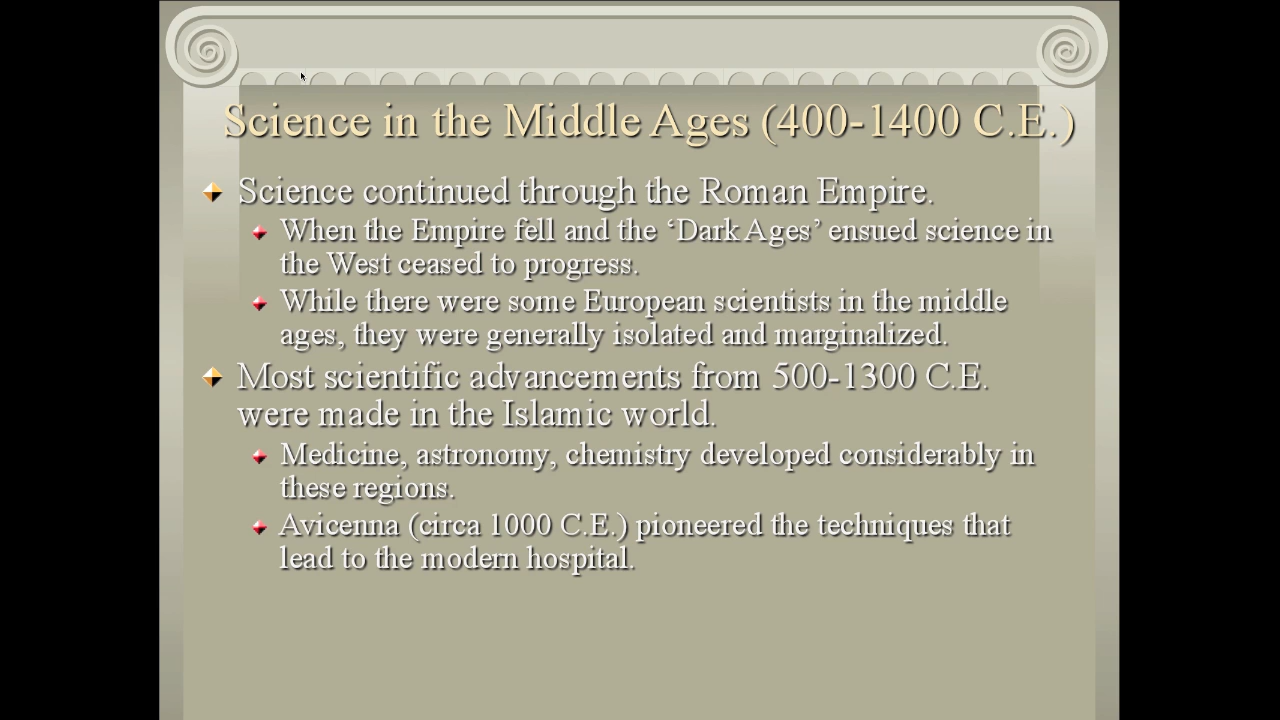 Science in the Middle Ages (400-1400 C.E.)
Science continued through the Roman Empire.
When the Empire fell and the ‘Dark Ages’ ensued science in
the West ceased to progress.
While there were some European scientists in the middle
ages, they were generally isolated and marginalized.
Most scientific advancements from 500-1300 C.E.
were made in the Islamic world.
Medicine, astronomy, chemistry developed considerably in
these regions.
Avicenna (circa 1000 C.E.) pioneered the techniques that
lead to the modern hospital.